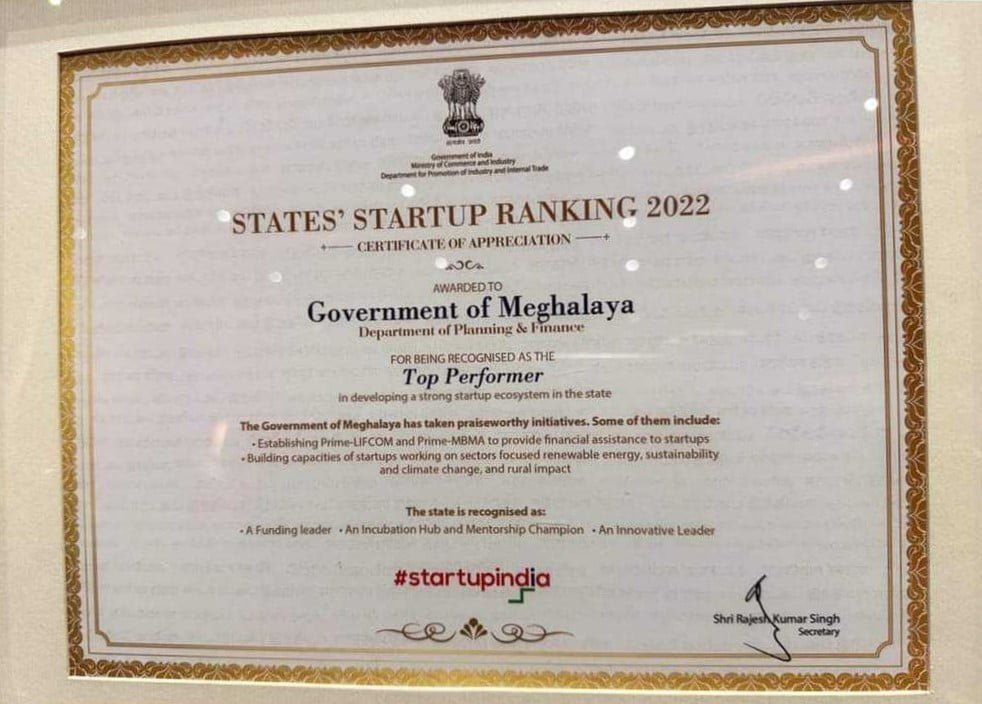 सत्यमेव जयते
Government of India
Ministry of Commerce and Industry
Department for Promotion of Industry and Internal Trade
STATES' STARTUP RANKING 2022
CERTIFICATE OF APPRECIATION
AWARDED TO
Government of Meghalaya
Department of Planning & Finance
FOR BEING RECOGNISED AS THE
Top Performer
in developing a strong startup ecosystem in the state
The Government of Meghalaya has taken praiseworthy initiatives. Some of them include:
• Establishing Prime-LIFCOM and Prime-MBMA to provide financial assistance to startups
• Building capacities of startups working on sectors focused renewable energy, sustainability
and climate change, and rural impact
The state is recognised as:
• A Funding leader • An Incubation Hub and Mentorship Champion • An Innovative Leader
#startupindia
Shri Rajesh Kumar Singh
Secretary